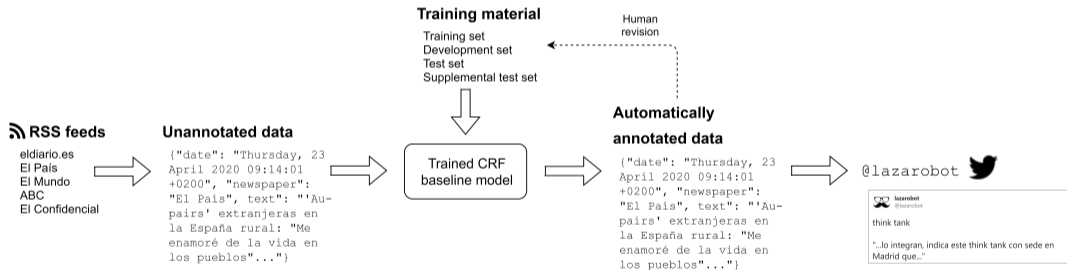 Training material
Training set
Development set
Test set
Supplemental test set
Human
revision
RSS feeds
eldiario.es
El País
El Mundo
ABC
El Confidencial
Unannotated data
{"date": "Thursday, 23
April 2020 09:14:01
+0200", "newspaper":
"El País", text": "'Au-
pairs' extranjeras en
la España rural: "Me
enamoré de la vida en
los pueblos"..."}
Trained CRF
baseline model
Automatically
annotated data
{"date": "Thursday, 23
April 2020 09:14:01
+0200", "newspaper":
"El País", text": "'Au-
pairs' extranjeras en
la España rural: "Me
enamoré de la vida en
los pueblos"..."}
@lazarobot
lazarobot
@lazarobot
think tank
"...lo integran, indica este think tank con sede en
Madrid que..."